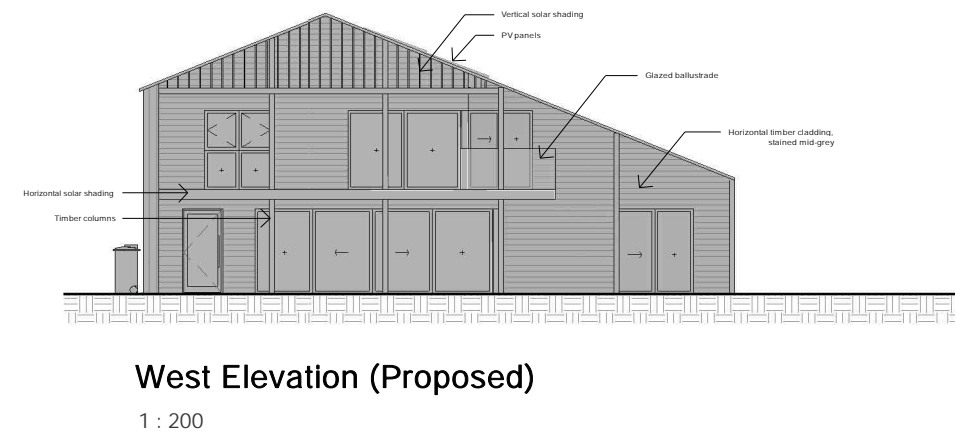 Vertical solar shading
PV panels
Glazed ballustrade
Horizontal timber cladding,
stained mid-grey
Horizontal solar shading
Timber columns
West Elevation (Proposed)
1 : 200